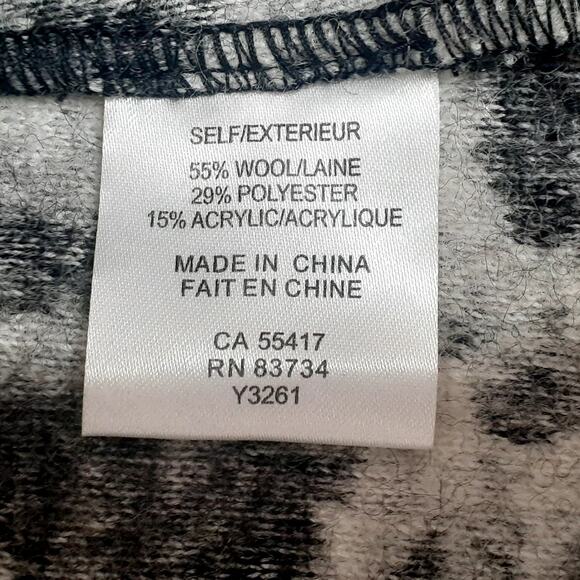 SELF/EXTERIEUR
55% WOOL/LAINE
29% POLYESTER
15% ACRYLIC/ACRYLIQUE
MADE IN CHINA
FAIT EN CHINE
CA 55417
RN 83734
Y3261